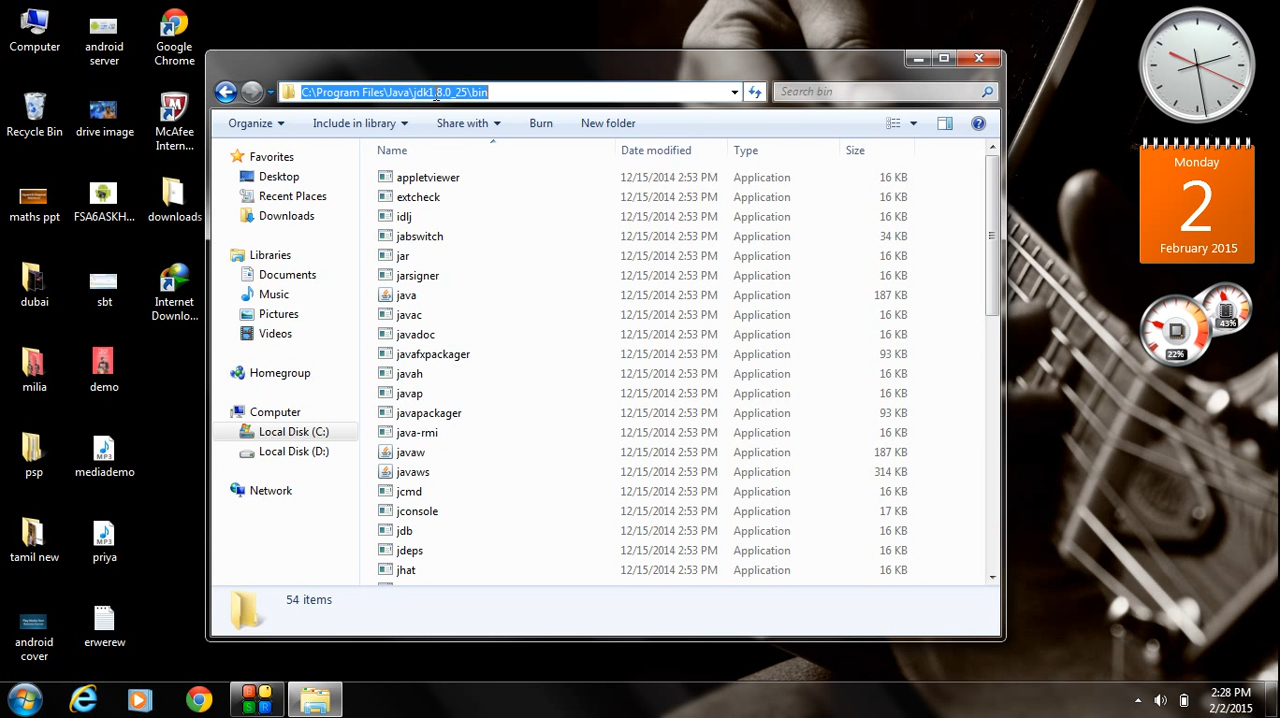 Computer
android server
Google Chrome
Recycle Bin
drive image
McAfee Intern...
maths ppt
FSA6ASKH...
downloads
dubai
sbt
Internet Downlo...
milia
demo
psp
mediademo
tamil new
priya
android cover
erwerew
C:\Program Files\Java\jdk1.8.0_25\bin
Search bin
Organize
Include in library
Share with
Burn
New folder
Name Date modified Type Size
Favorites
Desktop
Recent Places
Downloads
Libraries
Documents
Music
Pictures
Videos
Homegroup
Computer
Local Disk (C:)
Local Disk (D:)
Network
appletviewer 12/15/2014 2:53 PM Application 16 KB
extcheck 12/15/2014 2:53 PM Application 16 KB
idlj 12/15/2014 2:53 PM Application 16 KB
jabswitch 12/15/2014 2:53 PM Application 34 KB
jar 12/15/2014 2:53 PM Application 16 KB
jarsigner 12/15/2014 2:53 PM Application 16 KB
java 12/15/2014 2:53 PM Application 187 KB
javac 12/15/2014 2:53 PM Application 16 KB
javadoc 12/15/2014 2:53 PM Application 16 KB
javafxpackager 12/15/2014 2:53 PM Application 93 KB
javah 12/15/2014 2:53 PM Application 16 KB
javap 12/15/2014 2:53 PM Application 16 KB
javapackager 12/15/2014 2:53 PM Application 93 KB
java-rmi 12/15/2014 2:53 PM Application 16 KB
javaw 12/15/2014 2:53 PM Application 187 KB
javaws 12/15/2014 2:53 PM Application 314 KB
jcmd 12/15/2014 2:53 PM Application 16 KB
jconsole 12/15/2014 2:53 PM Application 17 KB
jdb 12/15/2014 2:53 PM Application 16 KB
jdeps 12/15/2014 2:53 PM Application 16 KB
jhat 12/15/2014 2:53 PM Application 16 KB
54 items
Monday
2
February 2015
43%
22%
2:28 PM
2/2/2015